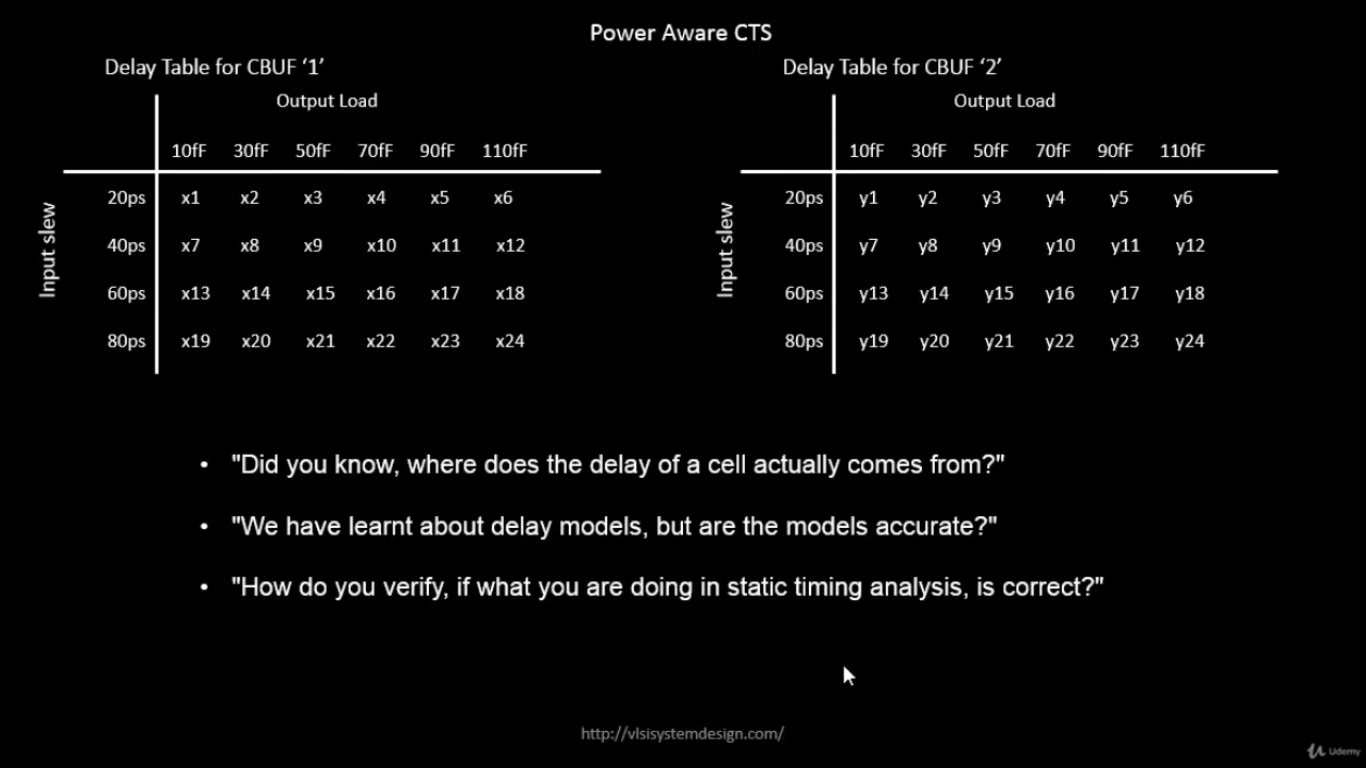 Power Aware CTS
Delay Table for CBUF ‘1’
Output Load
10fF 30fF 50fF 70fF 90fF 110fF
Input slew
20ps x1 x2 x3 x4 x5 x6
40ps x7 x8 x9 x10 x11 x12
60ps x13 x14 x15 x16 x17 x18
80ps x19 x20 x21 x22 x23 x24
Delay Table for CBUF ‘2’
Output Load
10fF 30fF 50fF 70fF 90fF 110fF
Input slew
20ps y1 y2 y3 y4 y5 y6
40ps y7 y8 y9 y10 y11 y12
60ps y13 y14 y15 y16 y17 y18
80ps y19 y20 y21 y22 y23 y24
• "Did you know, where does the delay of a cell actually comes from?"
• "We have learnt about delay models, but are the models accurate?"
• "How do you verify, if what you are doing in static timing analysis, is correct?"
http://vlsisystemdesign.com/
Udemy